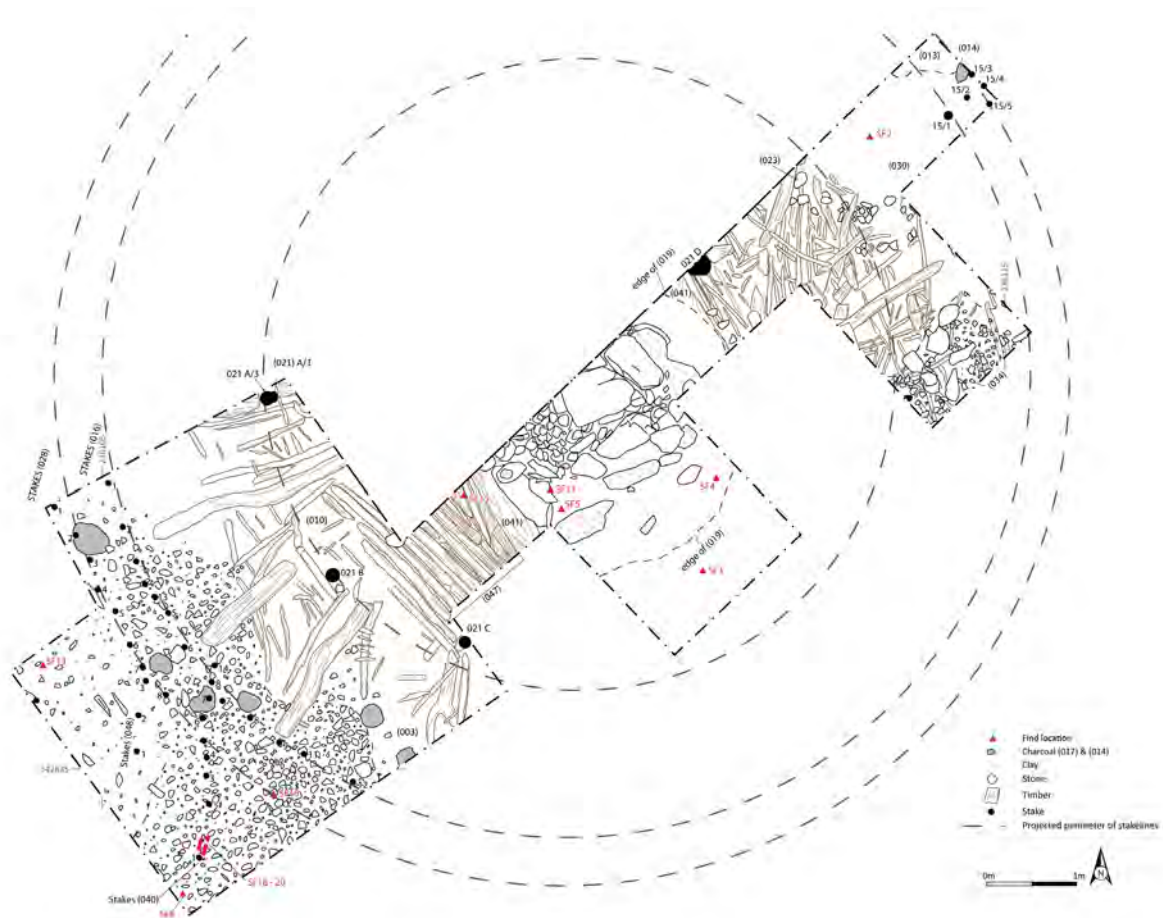 (013)
(014)
15/3
15/4
15/2
15/5
15/1
SF2
(030)
(023)
edge of (019)
021 D
(041)
(034)
(021) A/1
021 A/3
STAKES (016)
STAKES (028)
SF4
SF5
(041)
edge of (019)
(010)
021 B
(047)
021 C
SF13
Stakes (048)
(003)
SF18 - 20
Stakes (040)
Find location
Charcoal (017) & (014)
Clay
Stone
Timber
Stake
Projected perimeter of stakelines
0m
1m
N